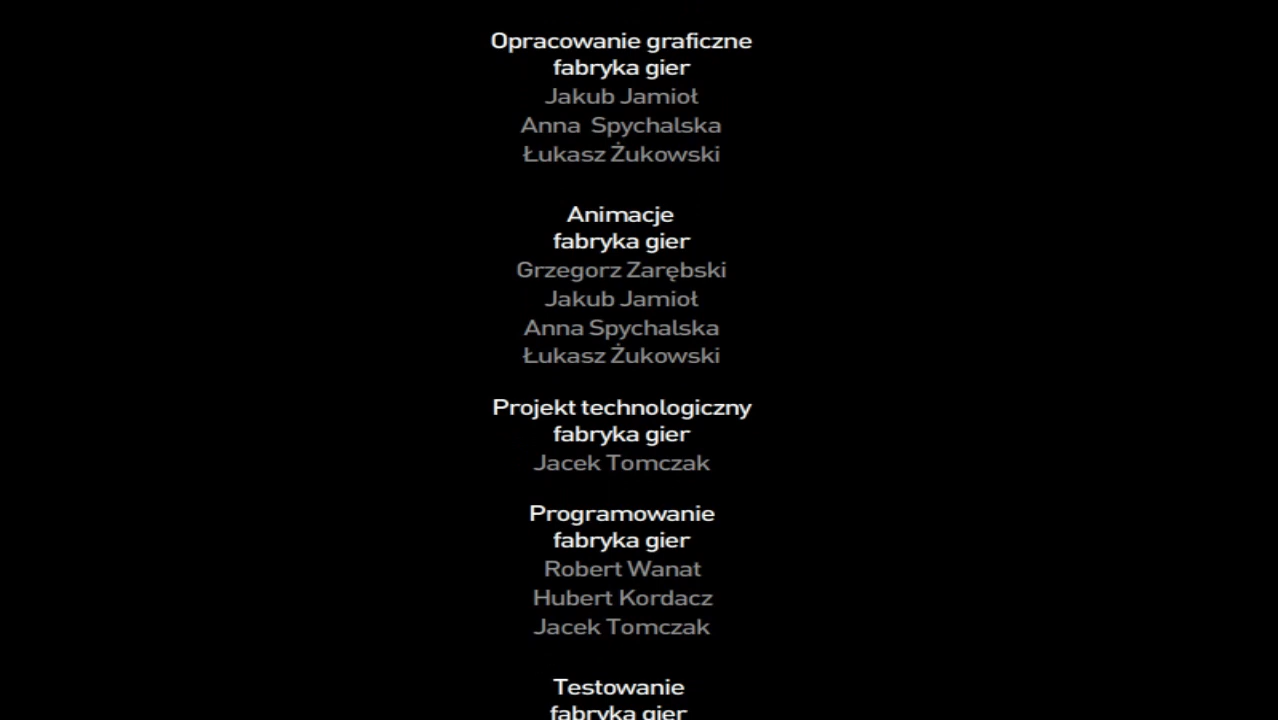 Opracowanie graficzne
fabryka gier
Jakub Jamioł
Anna Spychalska
Łukasz Żukowski
Animacje
fabryka gier
Grzegorz Zarębski
Jakub Jamioł
Anna Spychalska
Łukasz Żukowski
Projekt technologiczny
fabryka gier
Jacek Tomczak
Programowanie
fabryka gier
Robert Wanat
Hubert Kordacz
Jacek Tomczak
Testowanie
fabryka gier